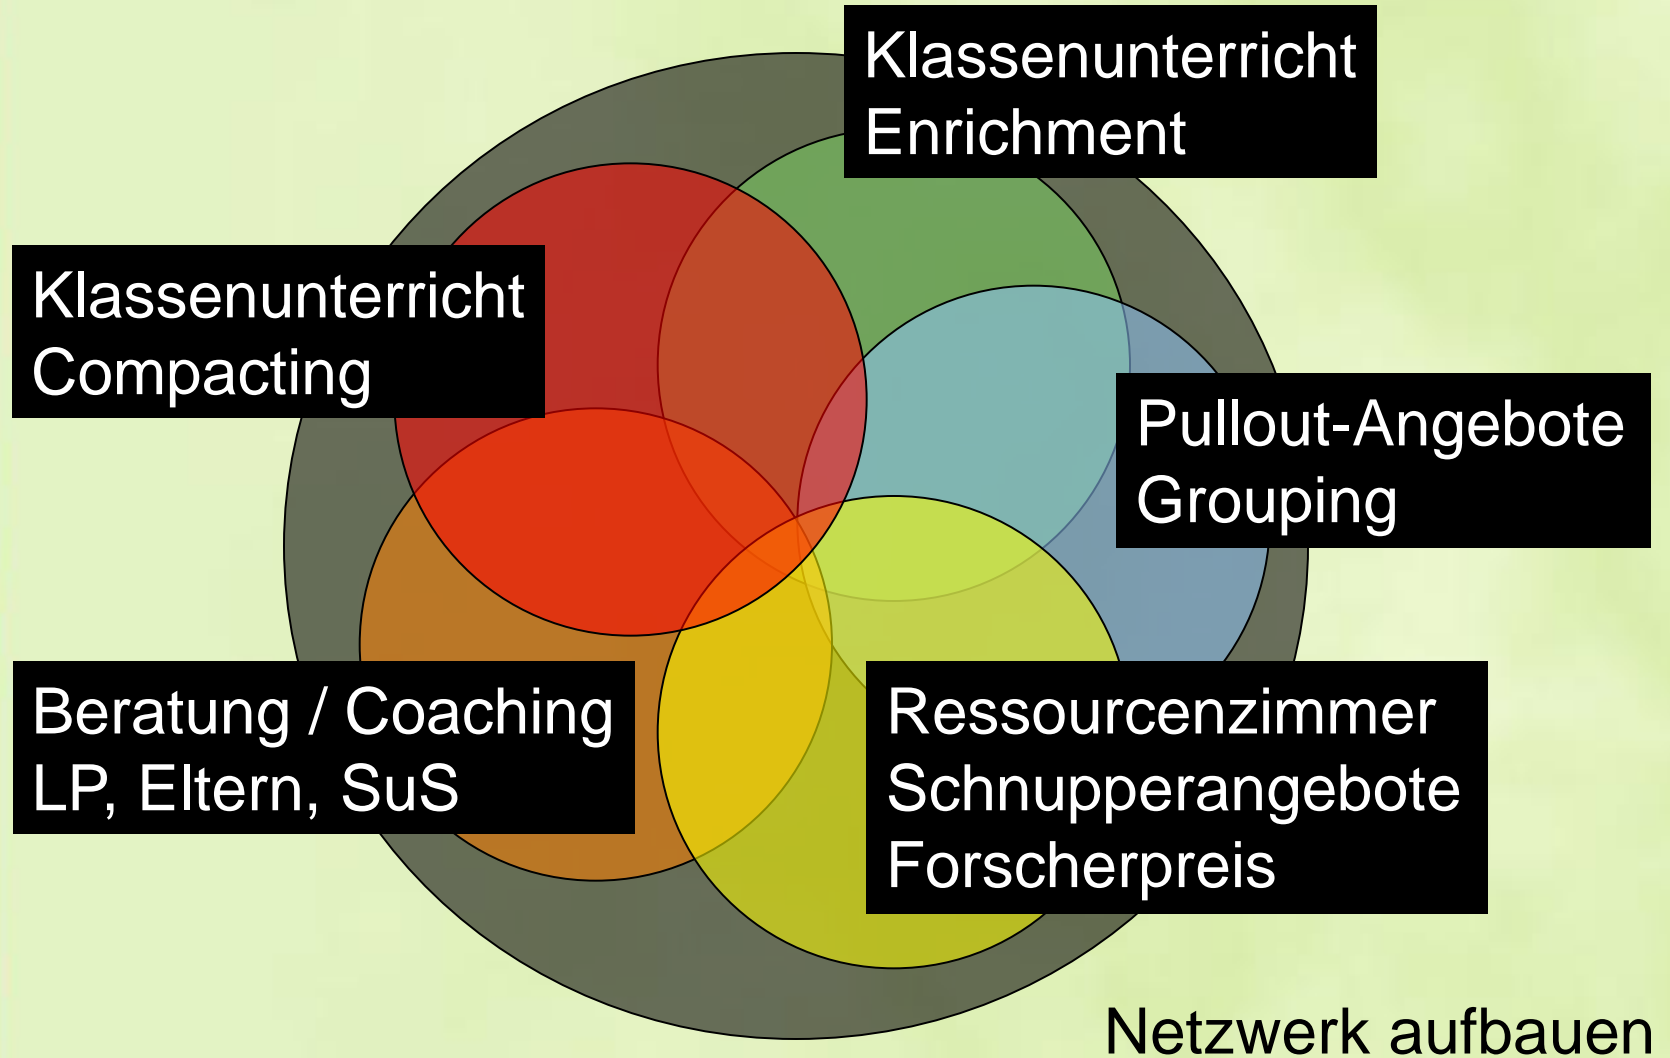 Klassenunterricht
Enrichment
Klassenunterricht
Compacting
Pullout-Angebote
Grouping
Beratung / Coaching
LP, Eltern, SuS
Ressourcenzimmer
Schnupperangebote
Forscherpreis
Netzwerk aufbauen